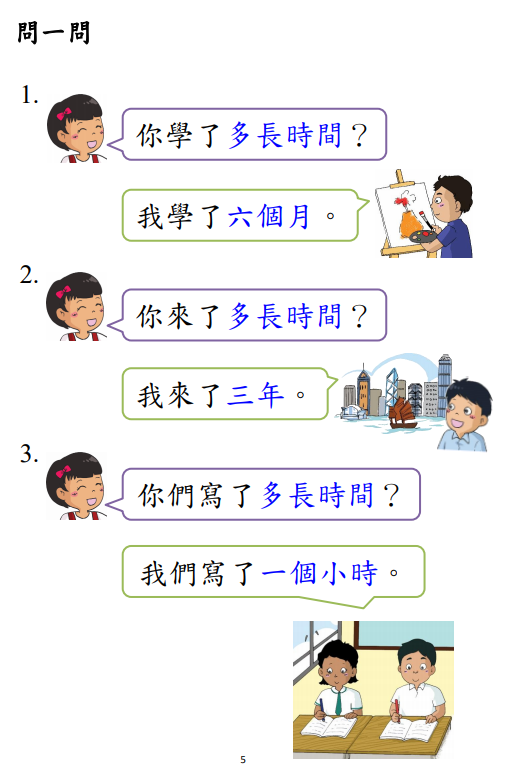 問一問
1.
你學了多長時間？
我學了六個月。
2.
你來了多長時間？
我來了三年。
3.
你們寫了多長時間？
我們寫了一個小時。
5